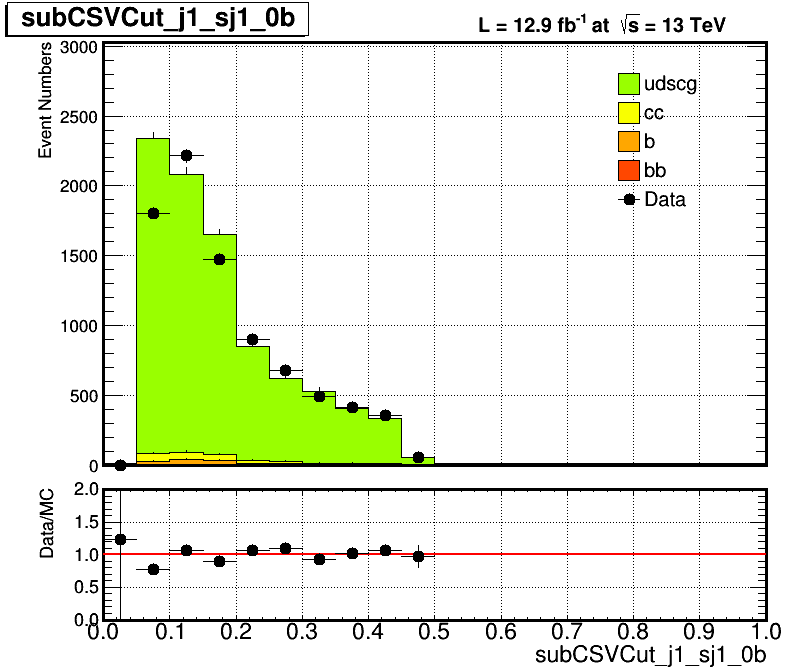 subCSVCut_j1_sj1_0b
L = 12.9 fb⁻¹ at √s = 13 TeV
Event Numbers
3000
2500
2000
1500
1000
500
0
udscg
cc
b
bb
Data
Data/MC
2.0
1.5
1.0
0.5
0.0
0.0 0.1 0.2 0.3 0.4 0.5 0.6 0.7 0.8 0.9 1.0
subCSVCut_j1_sj1_0b